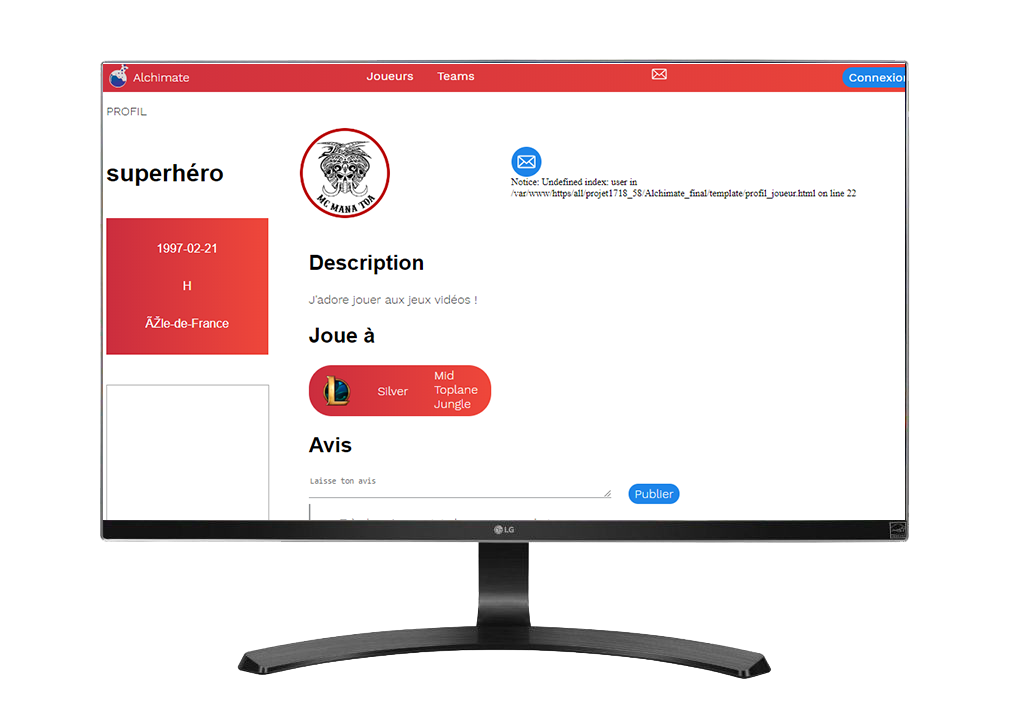 Alchimate
Joueurs
Teams
Connexion
PROFIL
superhéro
MC MANA TOA
Notice: Undefined index: user in
/var/www/https/all/projet1718_58/Alchimate_final/template/profil_joueur.html on line 22
1997-02-21
H
ÃŽle-de-France
Description
J'adore jouer aux jeux vidéos !
Joue à
Silver
Mid
Toplane
Jungle
Avis
Laisse ton avis
Publier
LG